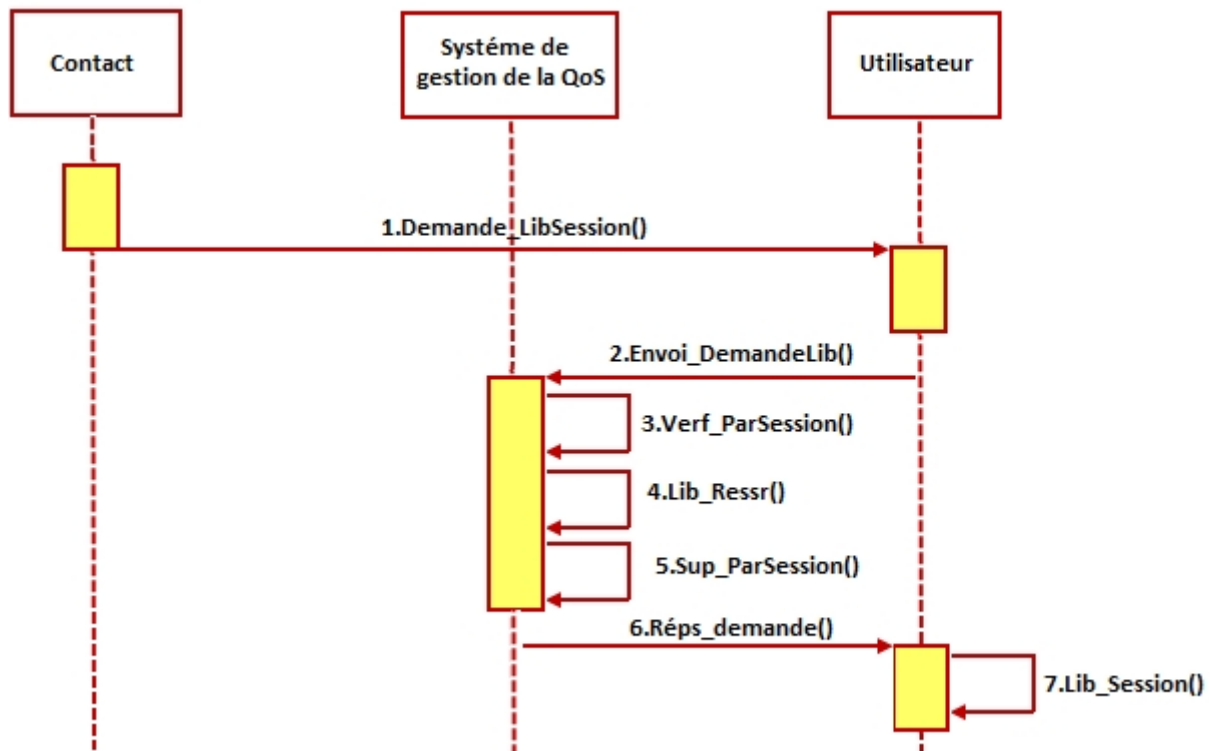 Contact
Systéme de
gestion de la QoS
Utilisateur
1.Demande_LibSession()
2.Envoi_DemandeLib()
3.Verf_ParSession()
4.Lib_Ressr()
5.Sup_ParSession()
6.Réps_demande()
7.Lib_Session()